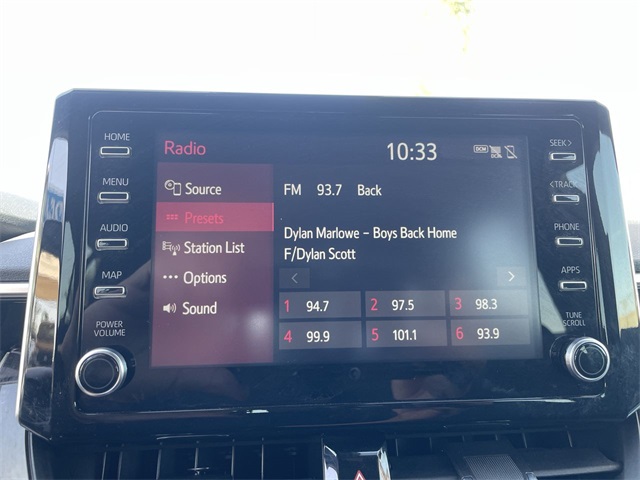 HOME
MENU
AUDIO
MAP
POWER
VOLUME
Radio
10:33
DCM
DCM
Source
Presets
Station List
Options
Sound
FM 93.7 Back
Dylan Marlowe - Boys Back Home
F/Dylan Scott
< >
1 94.7 2 97.5 3 98.3
4 99.9 5 101.1 6 93.9
SEEK>
<TRACK
PHONE
APPS
TUNE
SCROLL